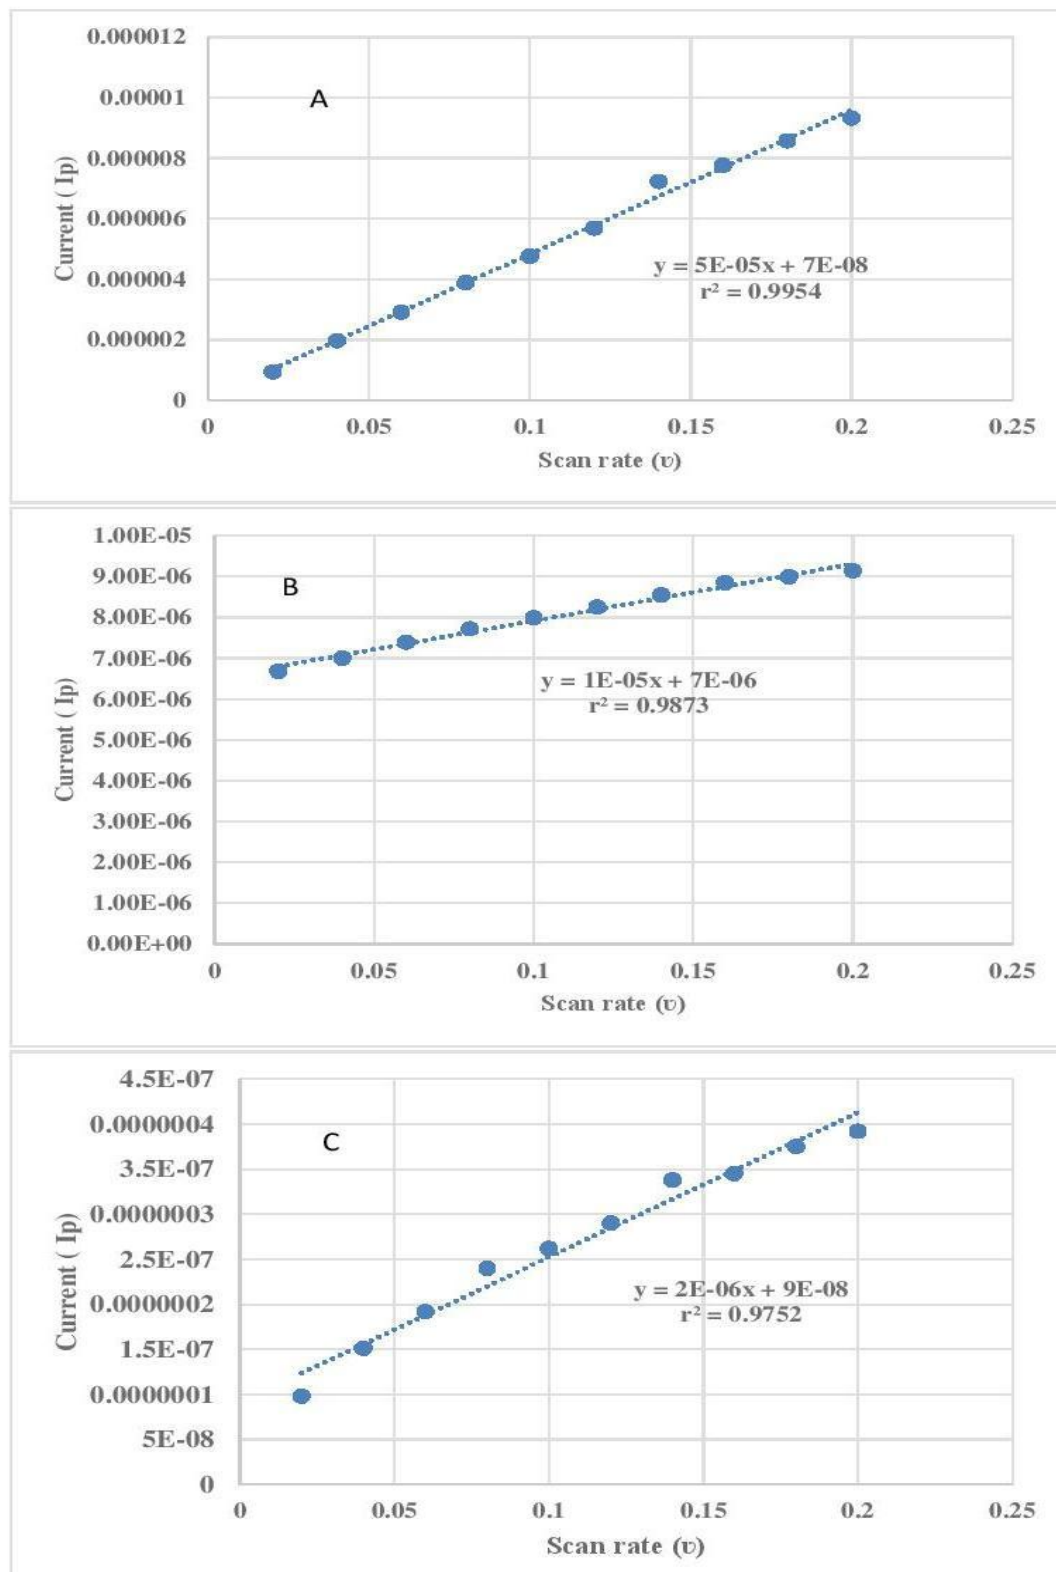 0.000012
0.00001
0.000008
0.000006
0.000004
0.000002
0
A
Current ( Ip)
y = 5E-05x + 7E-08
r² = 0.9954
0 0.05 0.1 0.15 0.2 0.25
Scan rate (υ)
1.00E-05
9.00E-06
8.00E-06
7.00E-06
6.00E-06
5.00E-06
4.00E-06
3.00E-06
2.00E-06
1.00E-06
0.00E+00
B
Current ( Ip)
y = 1E-05x + 7E-06
r² = 0.9873
0 0.05 0.1 0.15 0.2 0.25
Scan rate (υ)
4.5E-07
0.0000004
3.5E-07
0.0000003
2.5E-07
0.0000002
1.5E-07
0.0000001
5E-08
0
C
Current ( Ip)
y = 2E-06x + 9E-08
r² = 0.9752
0 0.05 0.1 0.15 0.2 0.25
Scan rate (υ)